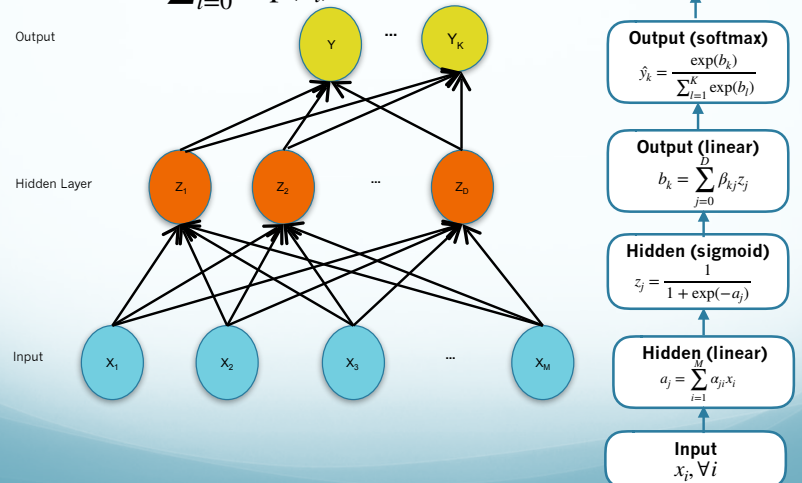 Output
Y
...
Y_K
Hidden Layer
Z_1
Z_2
...
Z_D
Input
X_1
X_2
X_3
...
X_M
Output (softmax)
ŷ_k = exp(b_k) / ∑_{l=1}^{K} exp(b_l)
Output (linear)
b_k = ∑_{j=0}^{D} β_{kj} z_j
Hidden (sigmoid)
z_j = 1 / 1 + exp(−a_j)
Hidden (linear)
a_j = ∑_{i=1}^{M} α_{ji} x_i
Input
x_i, ∀i